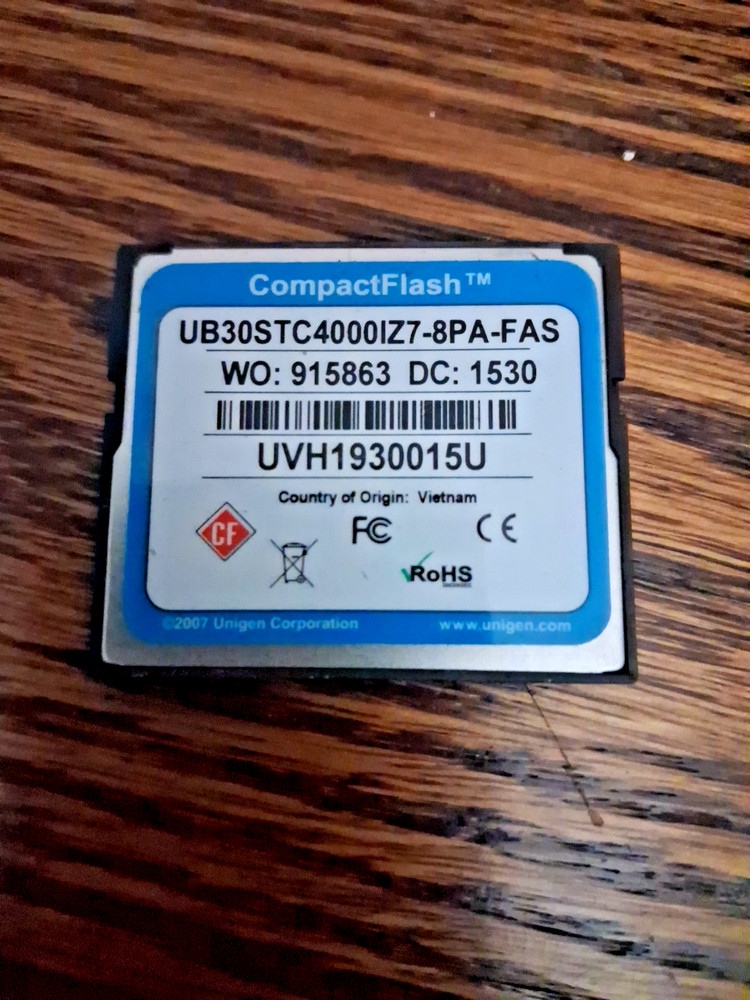 CompactFlash™
UB30STC4000IZ7-8PA-FAS
WO: 915863 DC: 1530
UVH1930015U
Country of Origin: Vietnam
CF
FC
CE
RoHS
©2007 Unigen Corporation www.unigen.com